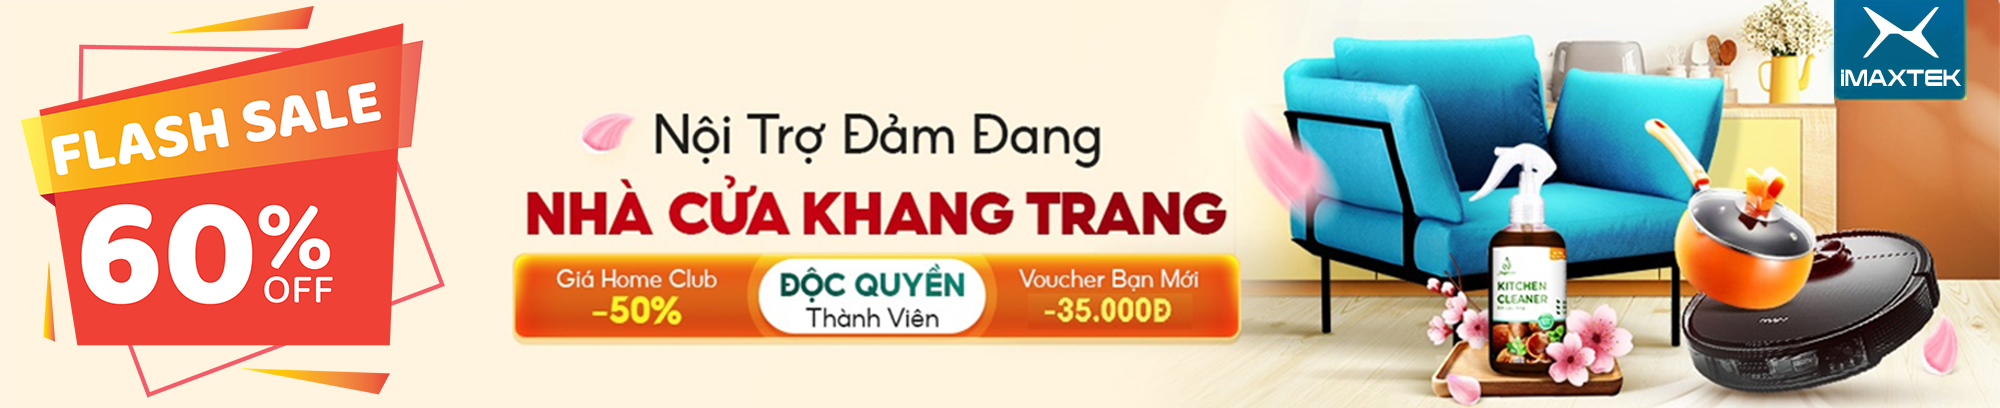 FLASH SALE
60%
OFF
Nội Trợ Đảm Đang
NHÀ CỬA KHANG TRANG
Giá Home Club
-50%
ĐỘC QUYỀN
Thành Viên
Voucher Bạn Mới
-35.000Đ
KITCHEN
CLEANER
iMAXTEK